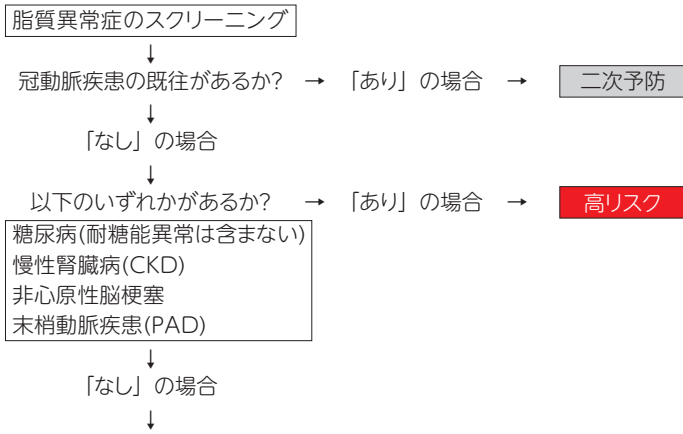 脂質異常症のスクリーニング
↓
冠動脈疾患の既往があるか? → 「あり」の場合 → 二次予防
↓
「なし」の場合
↓
以下のいずれかがあるか? → 「あり」の場合 → 高リスク
糖尿病(耐糖能異常は含まない)
慢性腎臓病(CKD)
非心原性脳梗塞
末梢動脈疾患(PAD)
↓
「なし」の場合
↓